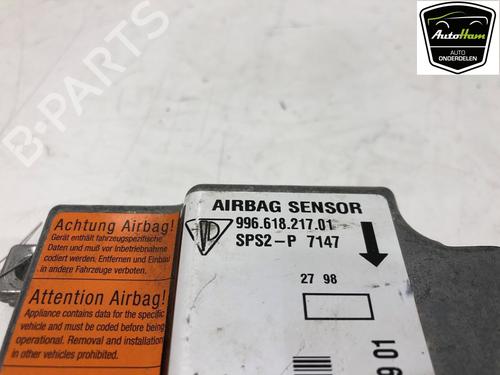 AutoHam
AUTO
ONDERDELEN
B-PARTS
AIRBAG SENSOR
996.618.217.01
SPS2-P 7147
27 98
9 01
Achtung Airbag!
Gerät enthält fahrzeugspezifische
Daten und muß vor Inbetriebnahme
codiert werden. Entfernen und Einbau
in andere Fahrzeuge verboten.
Attention Airbag!
Appliance contains data for the specific
vehicle and must be coded before being
operational. Removal and installation
in other vehicles prohibited.